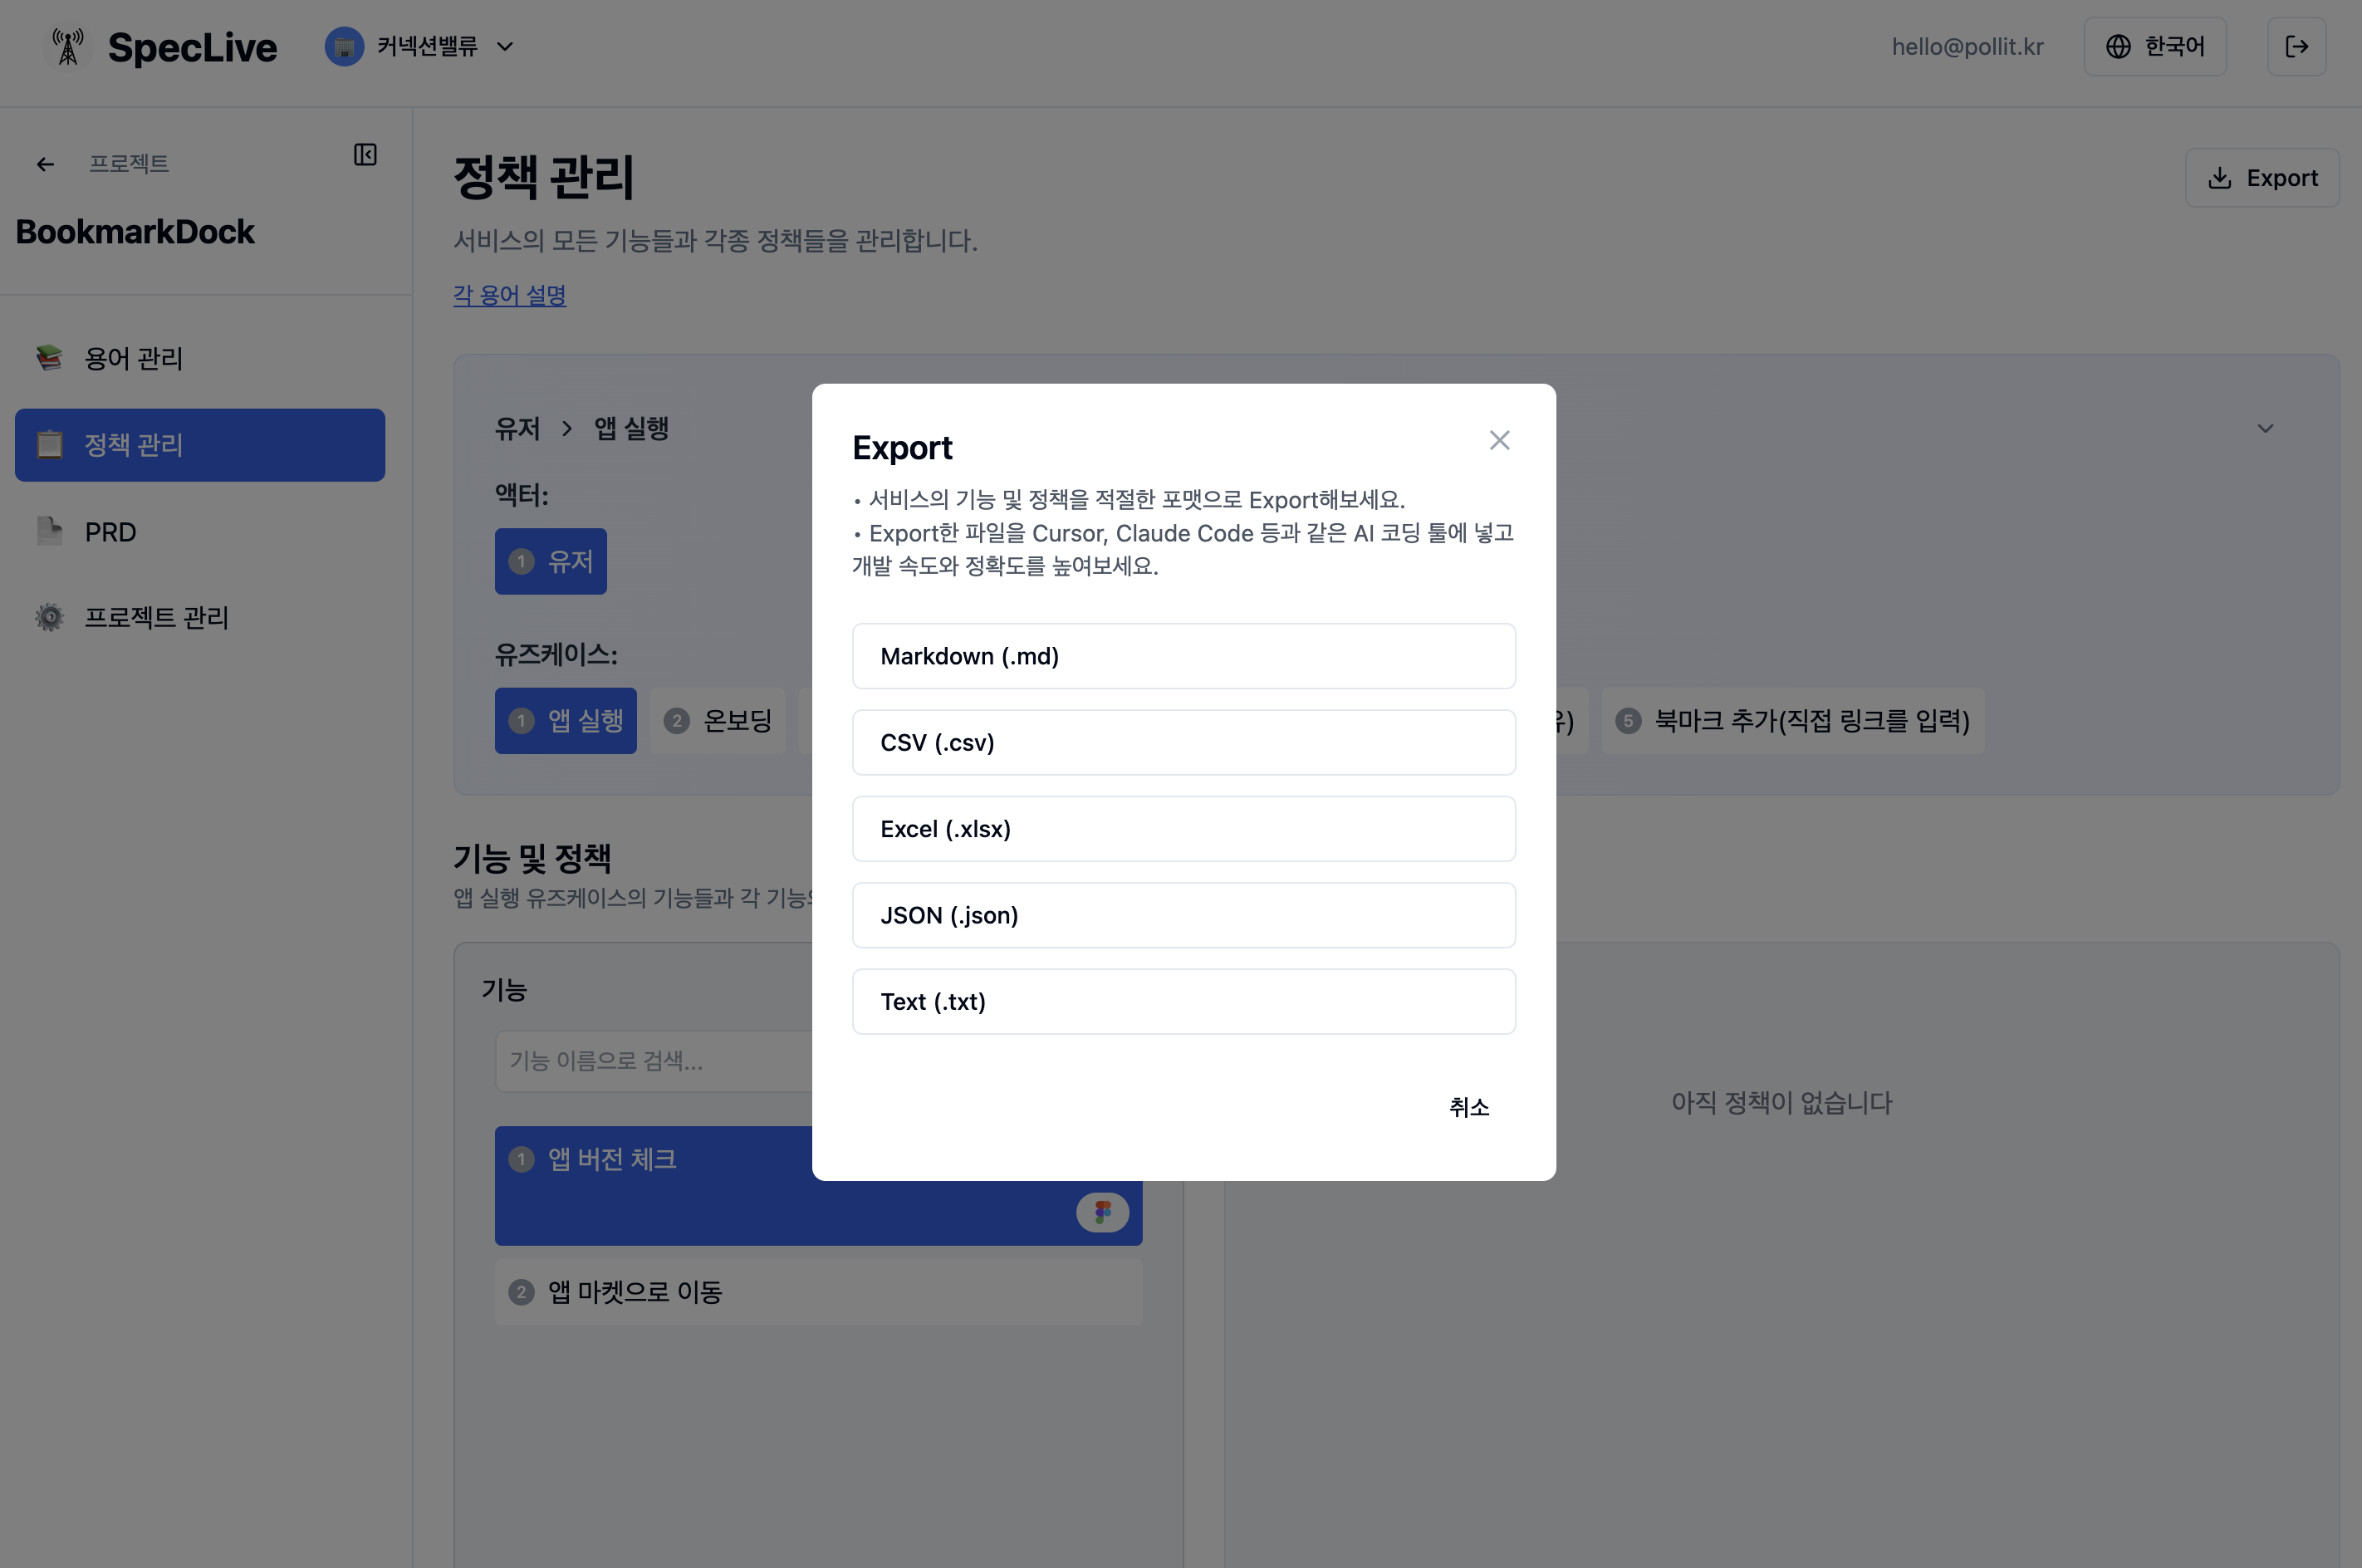 SpecLive
커넥션밸류
hello@pollit.kr
한국어
프로젝트
BookmarkDock
용어 관리
정책 관리
PRD
프로젝트 관리
정책 관리
Export
서비스의 모든 기능들과 각종 정책들을 관리합니다.
각 용어 설명
유저 > 앱 실행
액터:
1 유저
유즈케이스:
1 앱 실행
2 온보딩
5 북마크 추가(직접 링크를 입력)
기능 및 정책
앱 실행 유즈케이스의 기능들과 각
기능
기능 이름으로 검색...
1 앱 버전 체크
2 앱 마켓으로 이동
아직 정책이 없습니다
Export
• 서비스의 기능 및 정책을 적절한 포맷으로 Export해보세요.
• Export한 파일을 Cursor, Claude Code 등과 같은 AI 코딩 툴에 넣고
개발 속도와 정확도를 높여보세요.
Markdown (.md)
CSV (.csv)
Excel (.xlsx)
JSON (.json)
Text (.txt)
취소